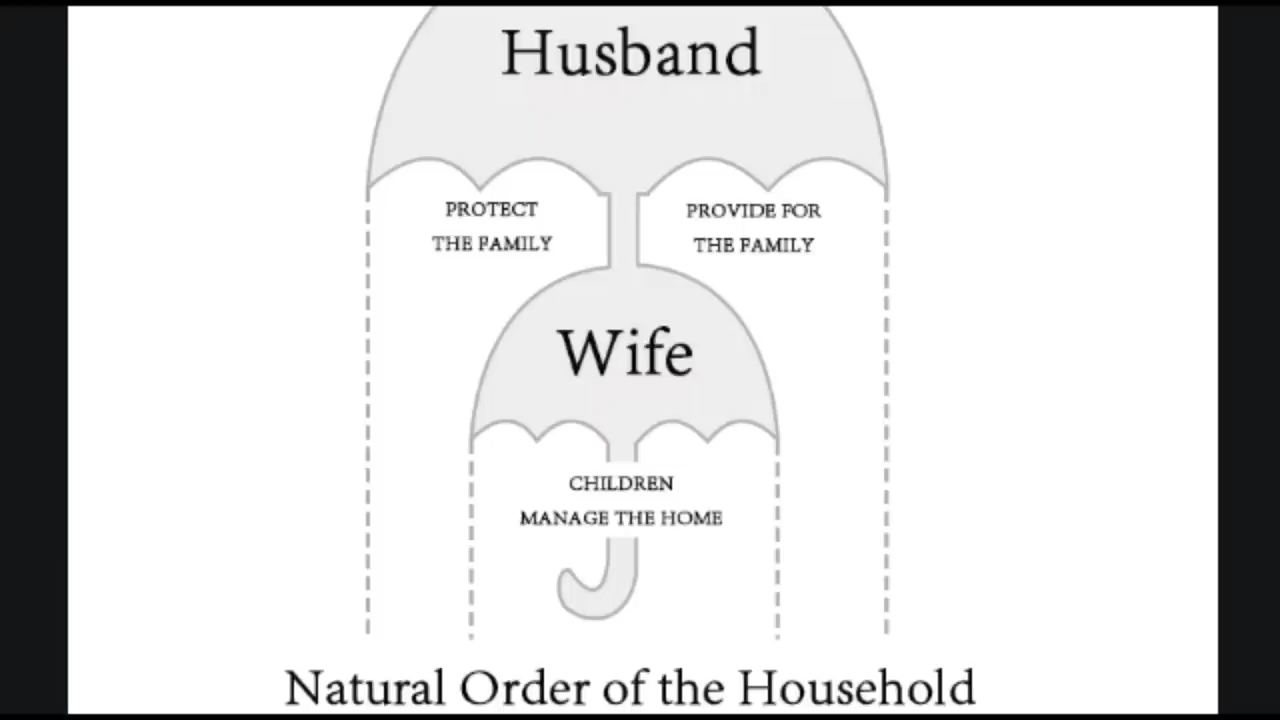 Husband
PROTECT
THE FAMILY
PROVIDE FOR
THE FAMILY
Wife
CHILDREN
MANAGE THE HOME
Natural Order of the Household